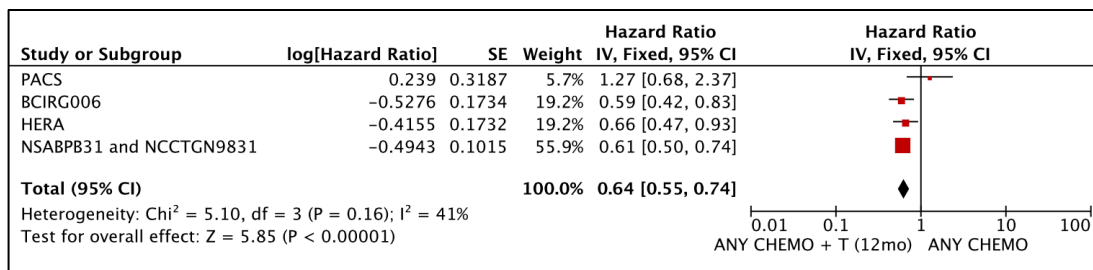 Hazard Ratio Hazard Ratio
Study or Subgroup log[Hazard Ratio] SE Weight IV, Fixed, 95% CI IV, Fixed, 95% CI
PACS 0.239 0.3187 5.7% 1.27 [0.68, 2.37]
BCIRG006 −0.5276 0.1734 19.2% 0.59 [0.42, 0.83]
HERA −0.4155 0.1732 19.2% 0.66 [0.47, 0.93]
NSABPB31 and NCCTGN9831 −0.4943 0.1015 55.9% 0.61 [0.50, 0.74]
Total (95% CI) 100.0% 0.64 [0.55, 0.74]
Heterogeneity: Chi² = 5.10, df = 3 (P = 0.16); I² = 41%
Test for overall effect: Z = 5.85 (P < 0.00001)
0.01 0.1 1 10 100
ANY CHEMO + T (12mo) ANY CHEMO